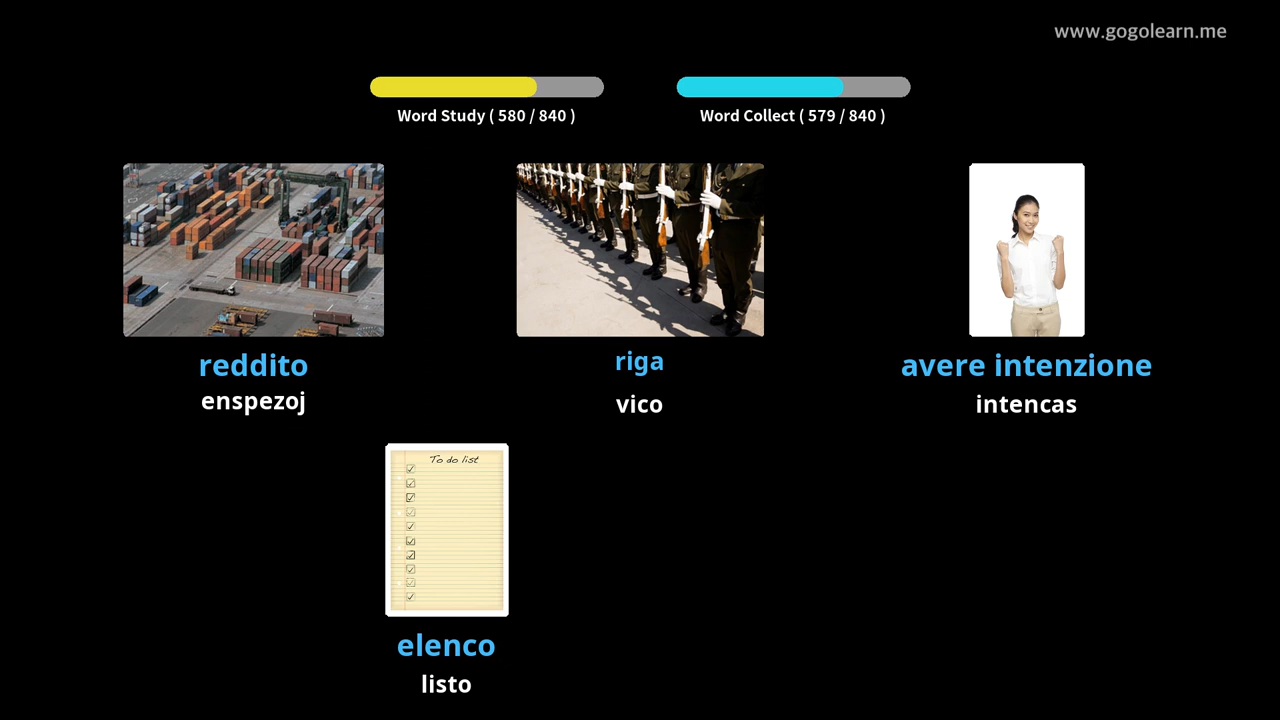 www.gogolearn.me
Word Study ( 580 / 840 )
Word Collect ( 579 / 840 )
reddito
enspezoj
riga
vico
avere intenzione
intencas
To do list
elenco
listo